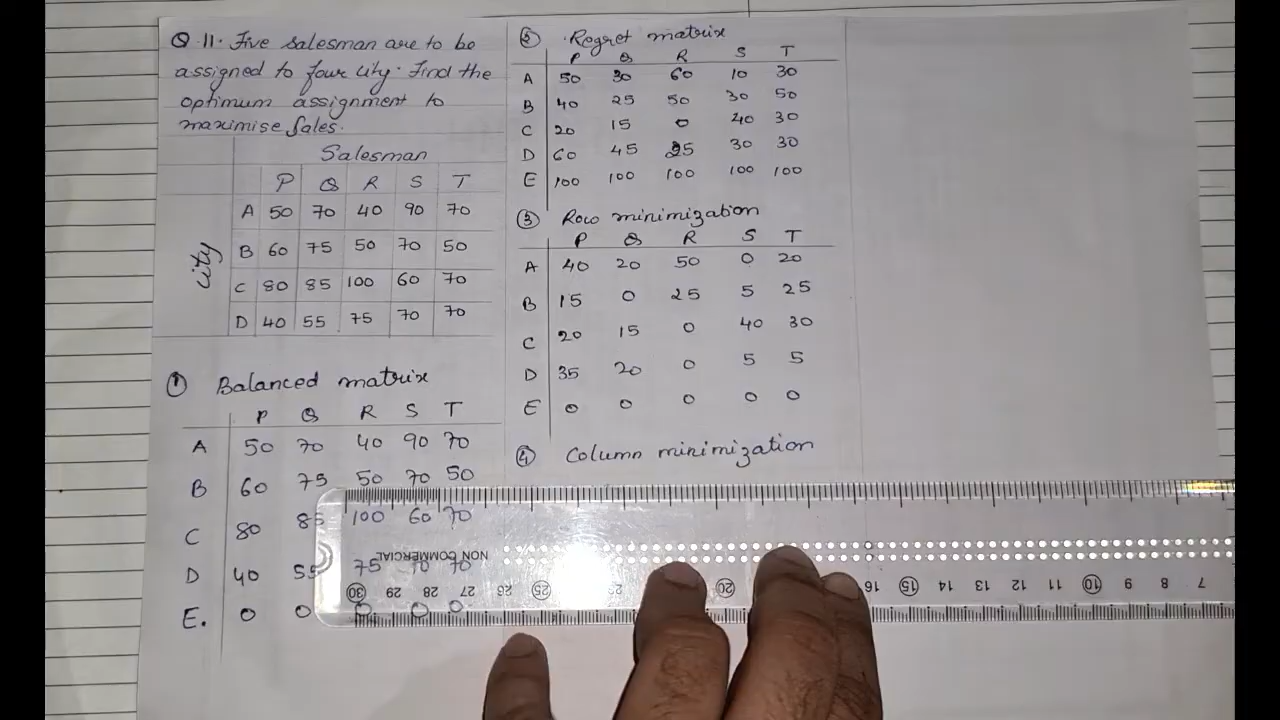 Q.11. Five salesman are to be
assigned to four city. Find the
optimum assignment to
maximise Sales.
Salesman
P Q R S T
City
A 50 70 40 90 70
B 60 75 50 70 50
C 80 85 100 60 70
D 40 55 75 70 70
① Balanced matrix
P Q R S T
A 50 70 40 90 70
B 60 75 50 70 50
C 80 85 100 60 70
D 40 55 75 70 70
E. 0 0 0 0 0
② Regret matrix
P Q R S T
A 50 30 60 10 30
B 40 25 50 30 50
C 20 15 0 40 30
D 60 45 25 30 30
E 100 100 100 100 100
③ Row minimization
P Q R S T
A 40 20 50 0 20
B 15 0 25 5 25
C 20 15 0 40 30
D 35 20 0 5 5
E 0 0 0 0 0
④ Column minimization
NON COMMERCIAL
30 29 28 27 26 25 20 16 15 14 13 12 11 10 9 8 7